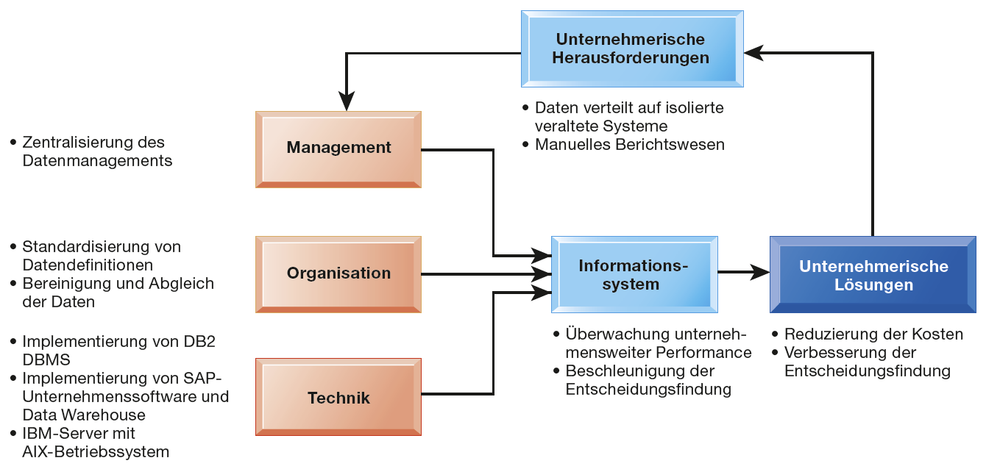 Unternehmerische
Herausforderungen
• Daten verteilt auf isolierte
veraltete Systeme
• Manuelles Berichtswesen
• Zentralisierung des
Datenmanagements
Management
• Standardisierung von
Datendefinitionen
• Bereinigung und Abgleich
der Daten
Organisation
Informations-
system
Unternehmerische
Lösungen
• Überwachung unterneh-
mensweiter Performance
• Beschleunigung der
Entscheidungsfindung
• Reduzierung der Kosten
• Verbesserung der
Entscheidungsfindung
• Implementierung von DB2
DBMS
• Implementierung von SAP-
Unternehmenssoftware und
Data Warehouse
• IBM-Server mit
AIX-Betriebssystem
Technik